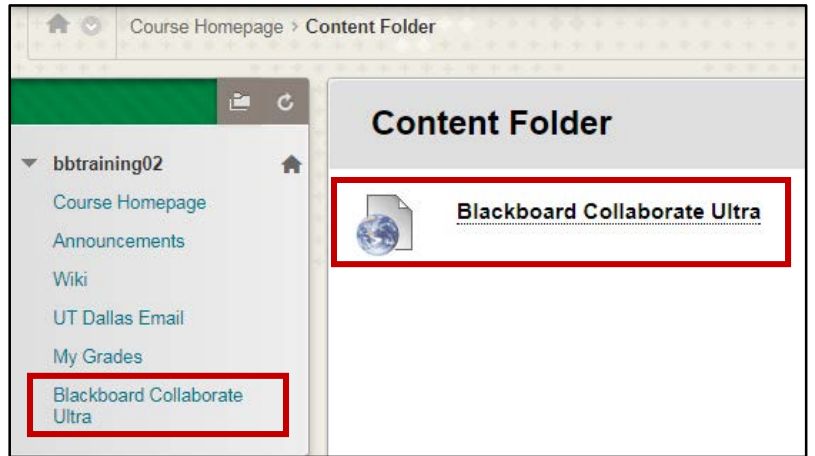 Course Homepage > Content Folder
bbtraining02
Course Homepage
Announcements
Wiki
UT Dallas Email
My Grades
Blackboard Collaborate
Ultra
Content Folder
Blackboard Collaborate Ultra